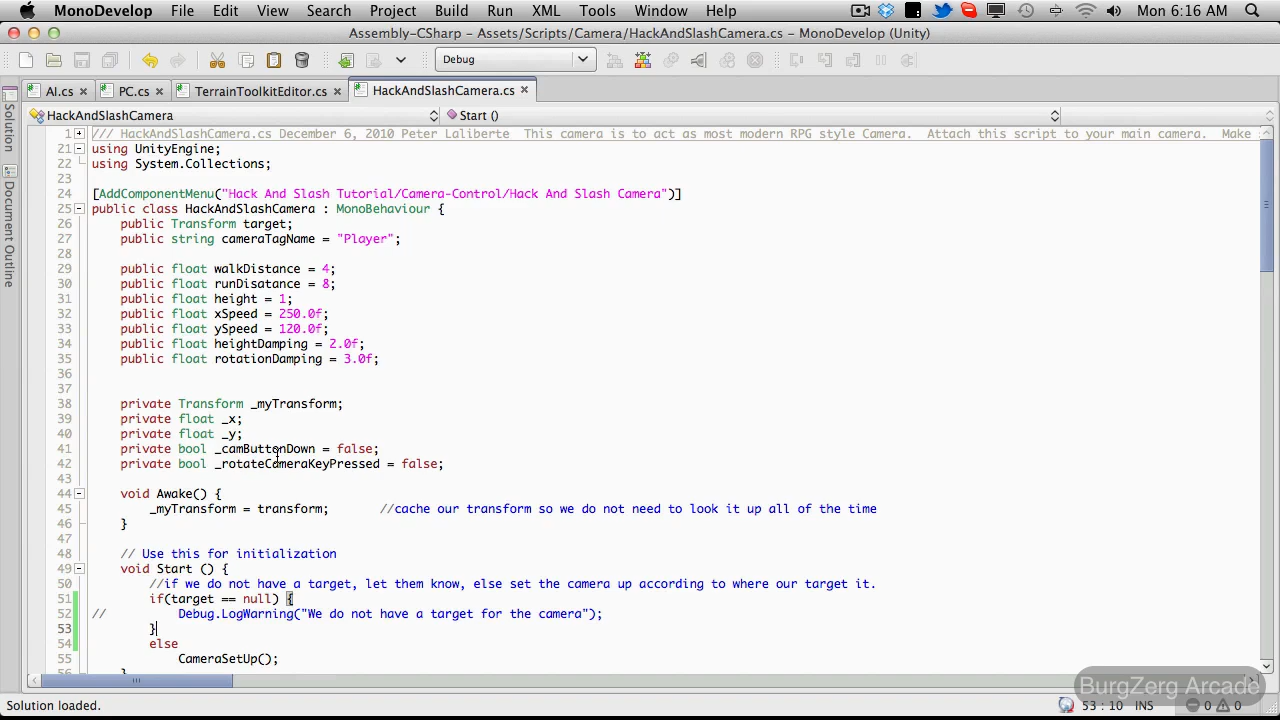 MonoDevelop File Edit View Search Project Build Run XML Tools Window Help Mon 6:16 AM
Assembly-CSharp - Assets/Scripts/Camera/HackAndSlashCamera.cs - MonoDevelop (Unity)
Debug
AI.cs × PC.cs × TerrainToolkitEditor.cs × HackAndSlashCamera.cs ×
HackAndSlashCamera Start ()
Solution
Document Outline
1 /// HackAndSlashCamera.cs December 6, 2010 Peter Laliberte  This camera is to act as most modern RPG style Camera.  Attach this script to your main camera.  Make
21 using UnityEngine;
22 using System.Collections;
23
24 [AddComponentMenu("Hack And Slash Tutorial/Camera-Control/Hack And Slash Camera")]
25 public class HackAndSlashCamera : MonoBehaviour {
26 public Transform target;
27 public string cameraTagName = "Player";
28
29 public float walkDistance = 4;
30 public float runDisatance = 8;
31 public float height = 1;
32 public float xSpeed = 250.0f;
33 public float ySpeed = 120.0f;
34 public float heightDamping = 2.0f;
35 public float rotationDamping = 3.0f;
36
37
38 private Transform _myTransform;
39 private float _x;
40 private float _y;
41 private bool _camButtonDown = false;
42 private bool _rotateCameraKeyPressed = false;
43
44 void Awake() {
45 _myTransform = transform; //cache our transform so we do not need to look it up all of the time
46 }
47
48 // Use this for initialization
49 void Start () {
50 //if we do not have a target, let them know, else set the camera up according to where our target it.
51 if(target == null) {
52 // Debug.LogWarning("We do not have a target for the camera");
53 }
54 else
55 CameraSetUp();
56 }
BurgZerg Arcade
Solution loaded. 53 : 10 INS 0 0